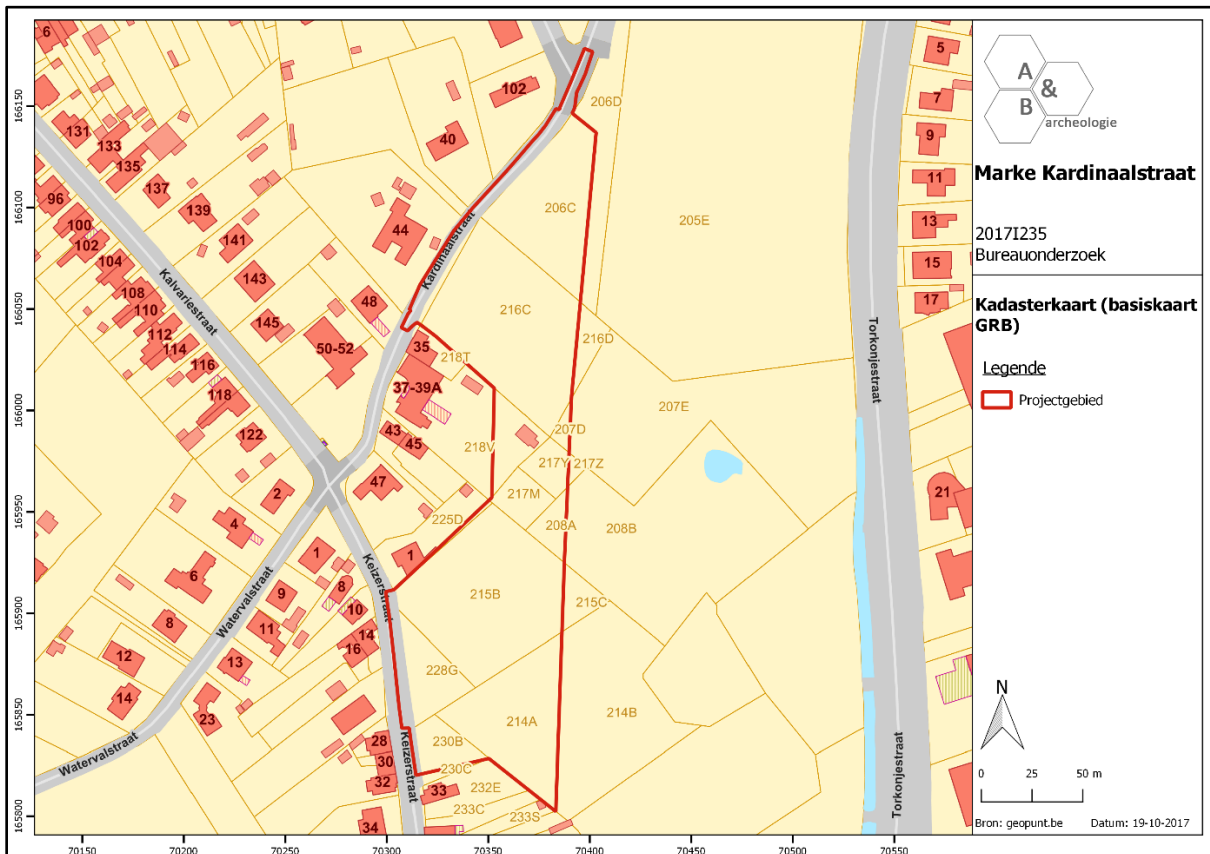 6
131
133
135
96
100
102
137
104
139
108
110
141
112
143
114
116
145
118
122
50-52
48
44
40
102
35
37-39A
43
45
47
2
4
6
1
8
9
8
10
11
14
16
12
13
14
23
1
28
30
32
33
34
5
7
9
11
13
15
17
21
206D
206C
205E
216C
216D
218T
207E
207D
218V
217Y
217Z
217M
225D
208A
208B
215B
215C
228G
214A
214B
230B
230C
232E
233C
233S
Kalvariestraat
Kardinaalstraat
Keizerstraat
Keizerstraat
Watervalstraat
Watervalstraat
Torkonjestraat
Torkonjestraat
166150
166100
166050
166000
165950
165900
165850
165800
70150
70200
70250
70300
70350
70400
70450
70500
70550
A
&
B
archeologie
Marke Kardinaalstraat
2017I235
Bureauonderzoek
Kadasterkaart (basiskaart
GRB)
Legende
Projectgebied
N
0 25 50 m
Bron: geopunt.be Datum: 19-10-2017